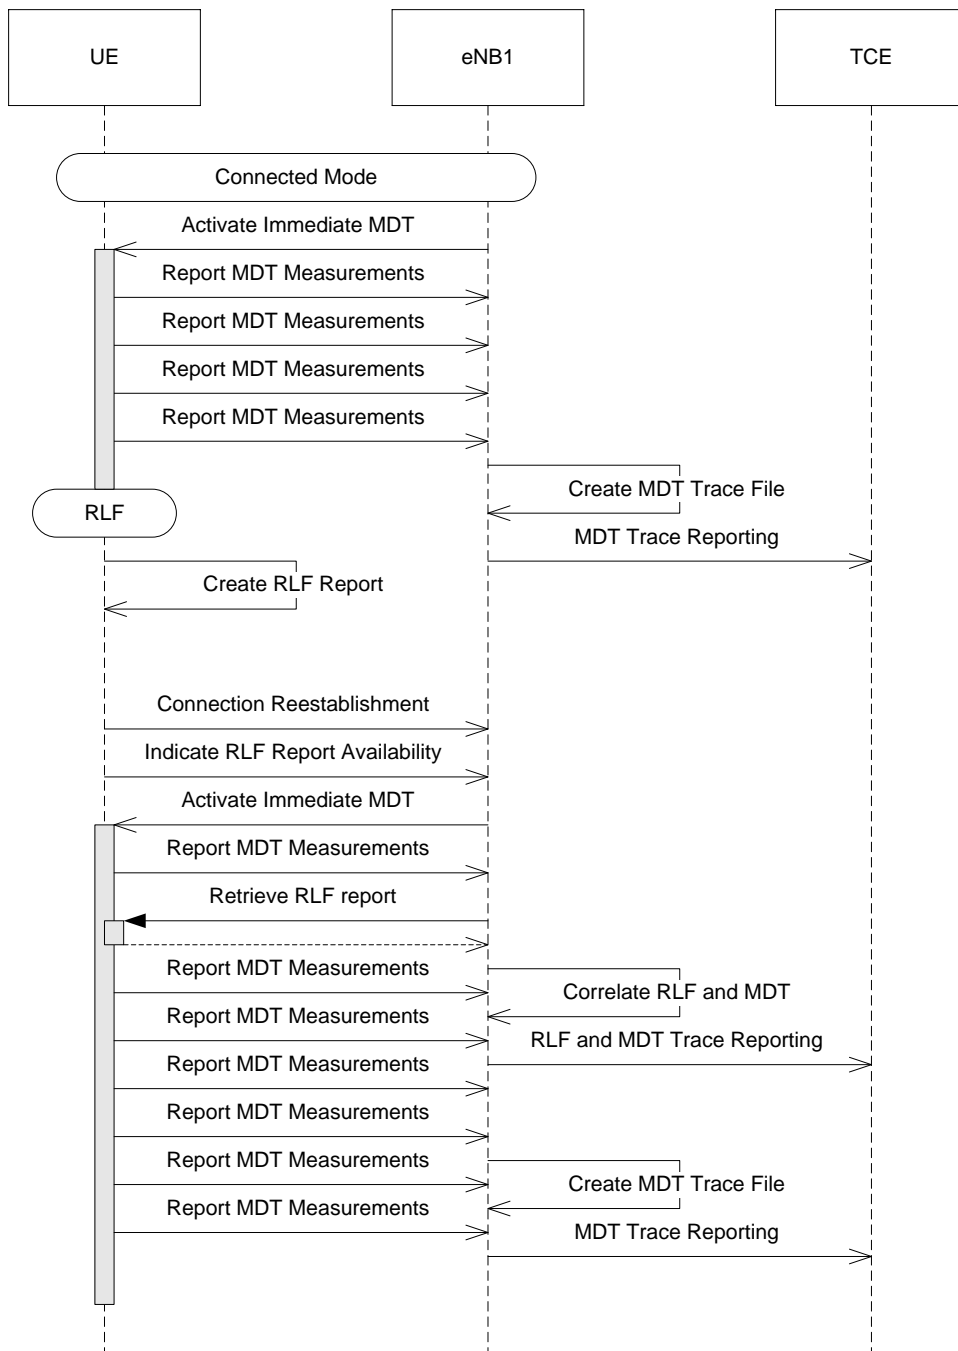 UE
eNB1
TCE
Connected Mode
Activate Immediate MDT
Report MDT Measurements
Report MDT Measurements
Report MDT Measurements
Report MDT Measurements
Create MDT Trace File
RLF
MDT Trace Reporting
Create RLF Report
Connection Reestablishment
Indicate RLF Report Availability
Activate Immediate MDT
Report MDT Measurements
Retrieve RLF report
Report MDT Measurements
Correlate RLF and MDT
Report MDT Measurements
RLF and MDT Trace Reporting
Report MDT Measurements
Report MDT Measurements
Report MDT Measurements
Create MDT Trace File
Report MDT Measurements
MDT Trace Reporting